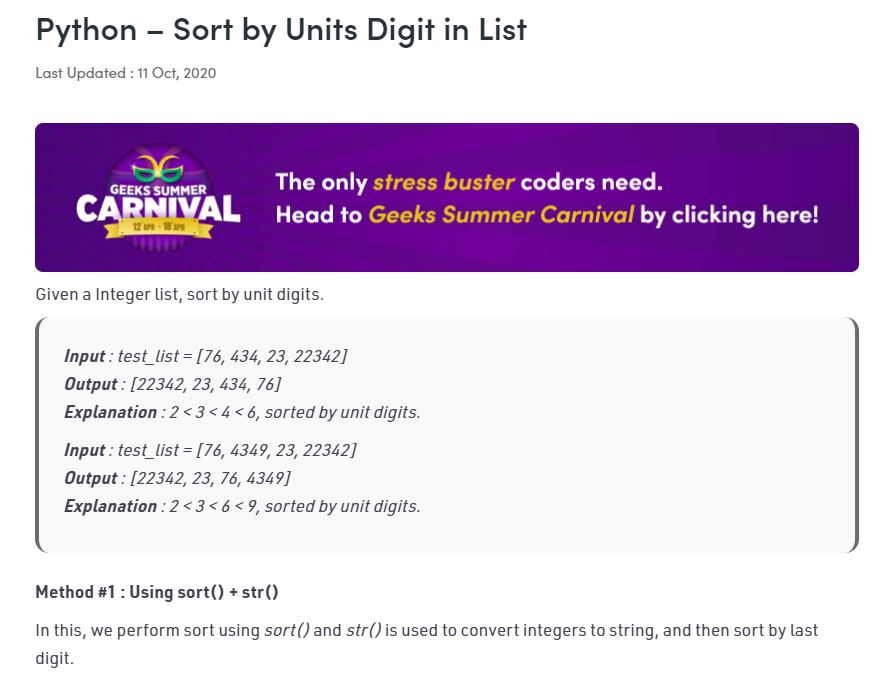 Python – Sort by Units Digit in List
Last Updated : 11 Oct, 2020
GEEKS SUMMER
CARNIVAL
12 APR - 18 APR
The only stress buster coders need.
Head to Geeks Summer Carnival by clicking here!
Given a Integer list, sort by unit digits.
Input : test_list = [76, 434, 23, 22342]
Output : [22342, 23, 434, 76]
Explanation : 2 < 3 < 4 < 6, sorted by unit digits.
Input : test_list = [76, 4349, 23, 22342]
Output : [22342, 23, 76, 4349]
Explanation : 2 < 3 < 6 < 9, sorted by unit digits.
Method #1 : Using sort() + str()
In this, we perform sort using sort() and str() is used to convert integers to string, and then sort by last
digit.